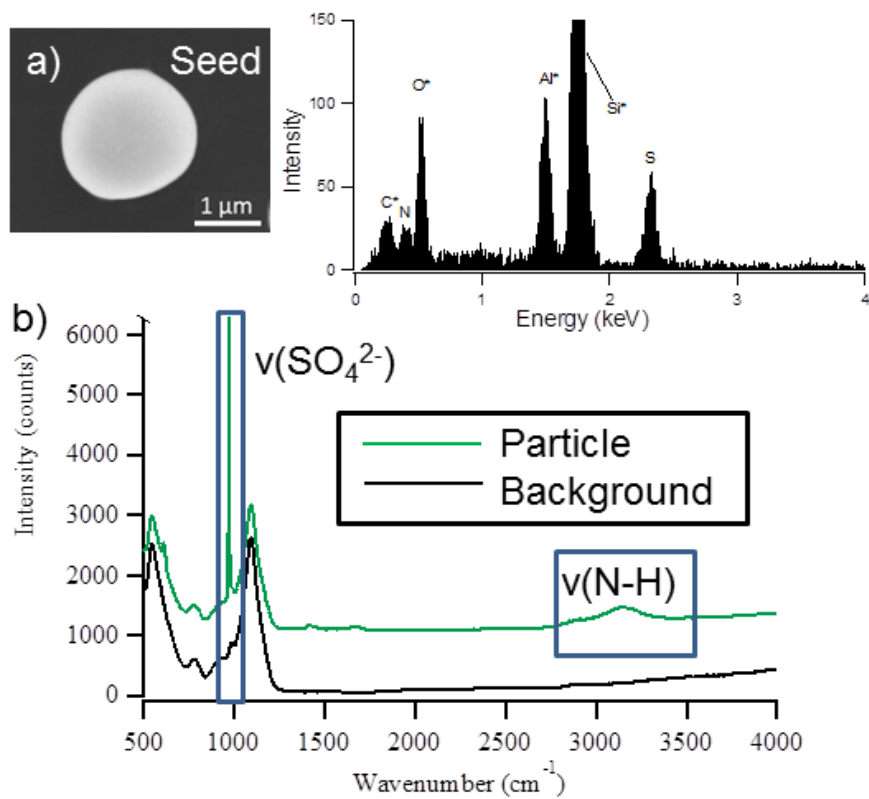 a) Seed
1 μm
150
100
50
0
Intensity
C*
N
O*
Al*
Si*
S
0 1 2 3 4
Energy (keV)
b)
6000
5000
4000
3000
2000
1000
0
Intensity (counts)
ν(SO₄²⁻)
Particle
Background
ν(N-H)
500 1000 1500 2000 2500 3000 3500 4000
Wavenumber (cm⁻¹)